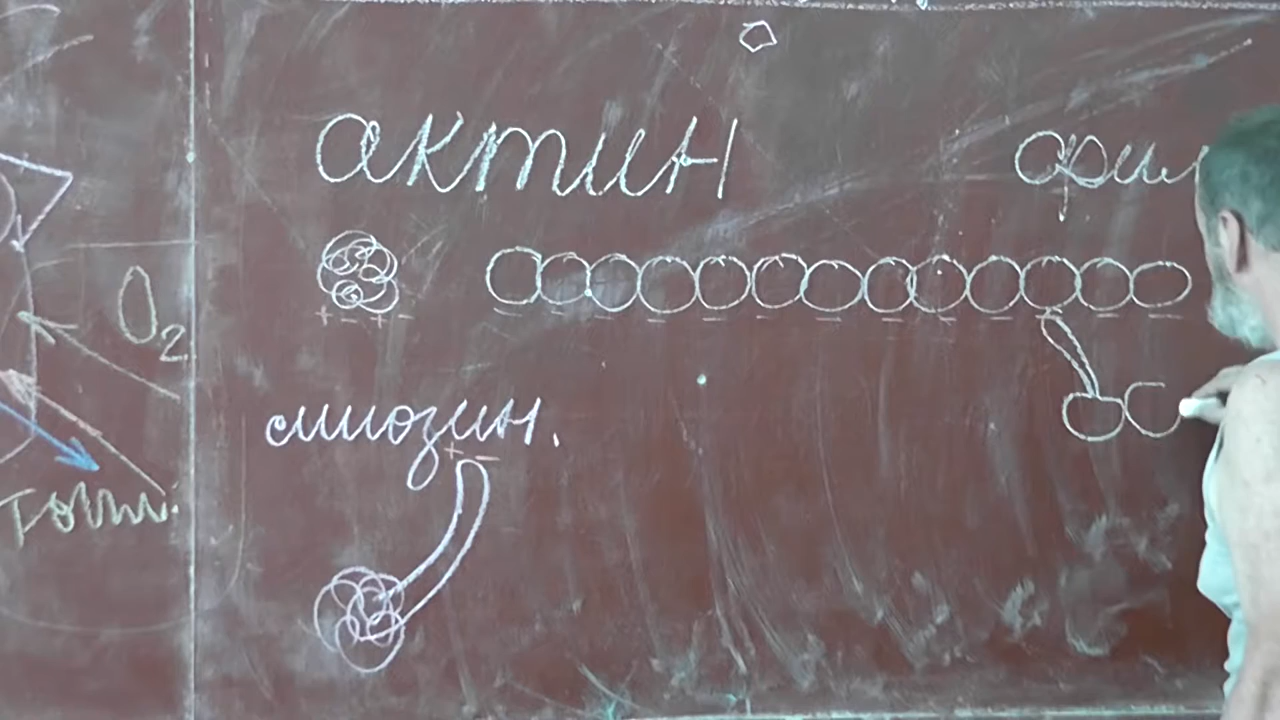 актин
+ - + -
- - - - - - - - - - - - -
O2
миозин.
+ -